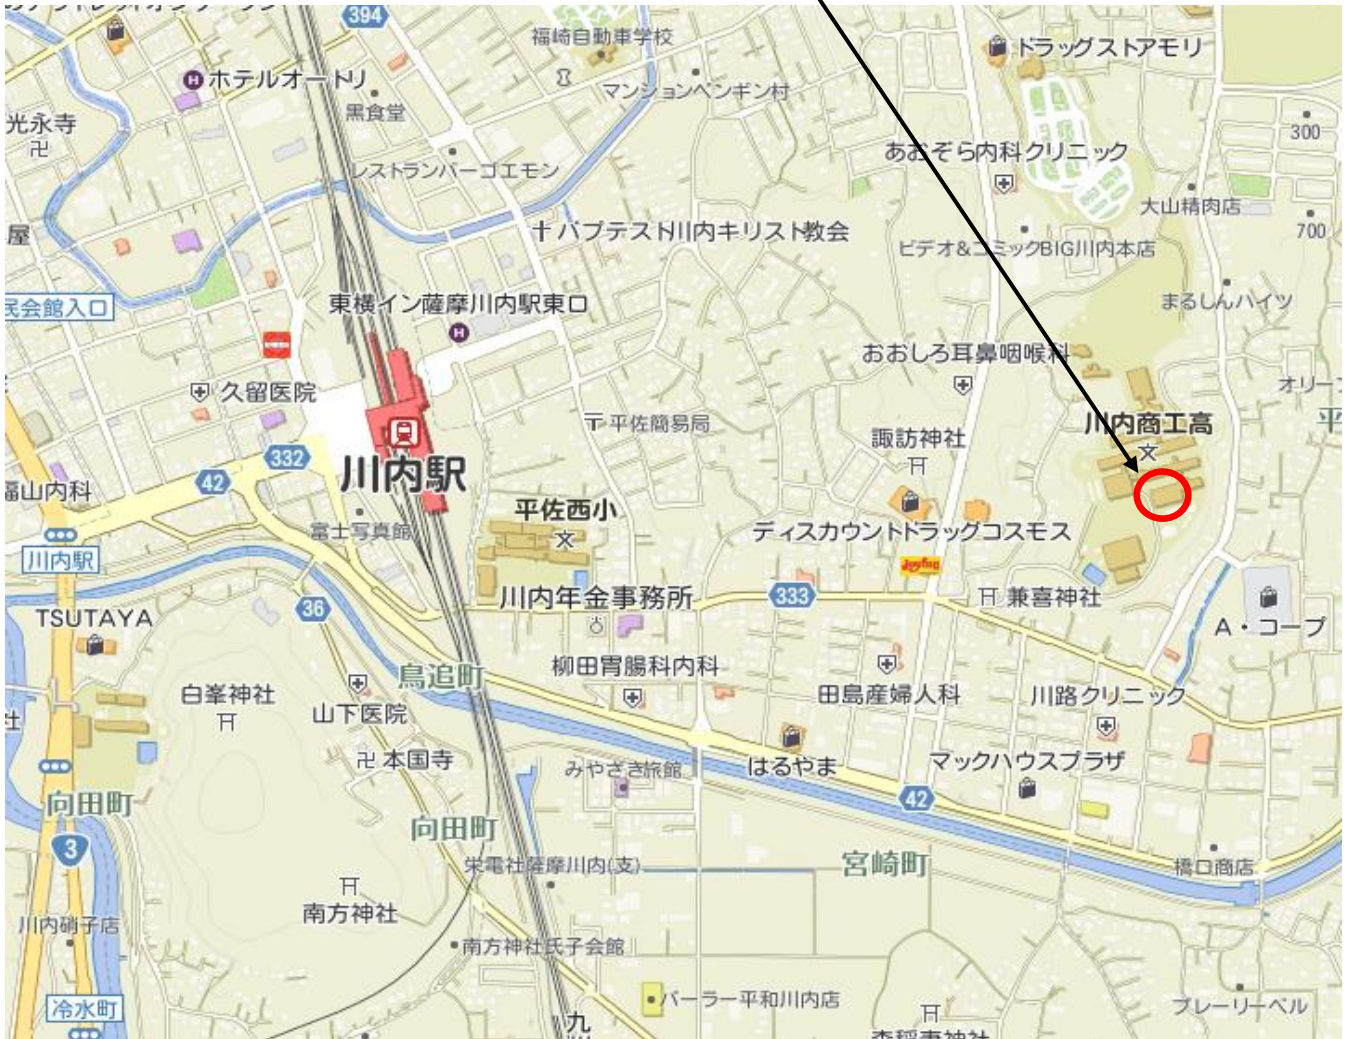 394
福崎自動車学校
ドラッグストアモリ
ホテルオートリ
マンションペンギン村
黒食堂
光永寺
300
あおぞら内科クリニック
レストランバーゴエモン
大山精肉店
屋
十バプテスト川内キリスト教会
700
ビデオ&コミックBIG川内本店
民会館入口
東横イン薩摩川内駅東口
まるしんハイツ
おおしろ耳鼻咽喉科
久留医院
オリーブ
平佐簡易局
川内商工高
平
諏訪神社
332
川内駅
42
福山内科
平佐西小
富士写真館
ディスカウントドラッグコスモス
川内駅
Joyfull
川内年金事務所
333
兼喜神社
36
TSUTAYA
A・コープ
鳥追町
柳田胃腸科内科
白峯神社
田島産婦人科
川路クリニック
社
山下医院
本国寺
みやざき旅館
はるやま
マックハウスプラザ
向田町
42
向田町
3
栄電社薩摩川内(支)
宮崎町
橋口商店
南方神社
川内硝子店
南方神社氏子会館
冷水町
パーラー平和川内店
ブレーリーベル
九